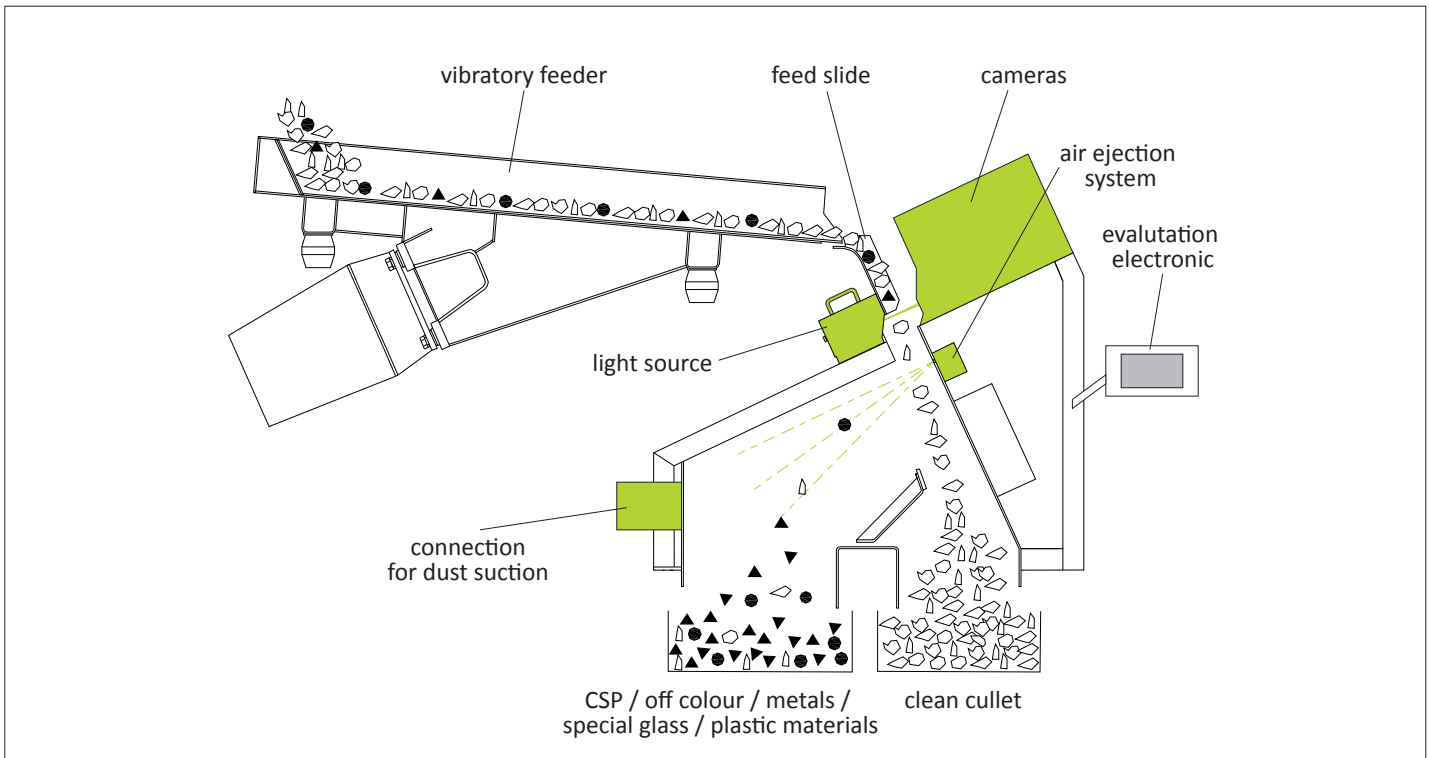 vibratory feeder
feed slide
cameras
air ejection
system
evalutation
electronic
light source
connection
for dust suction
CSP / off colour / metals /
special glass / plastic materials
clean cullet